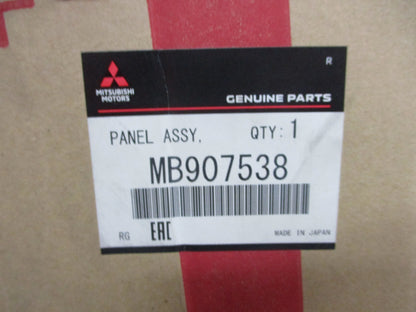 R
MITSUBISHI
MOTORS
GENUINE PARTS
PANEL ASSY, QTY: 1
MB907538
RG EAC MADE IN JAPAN